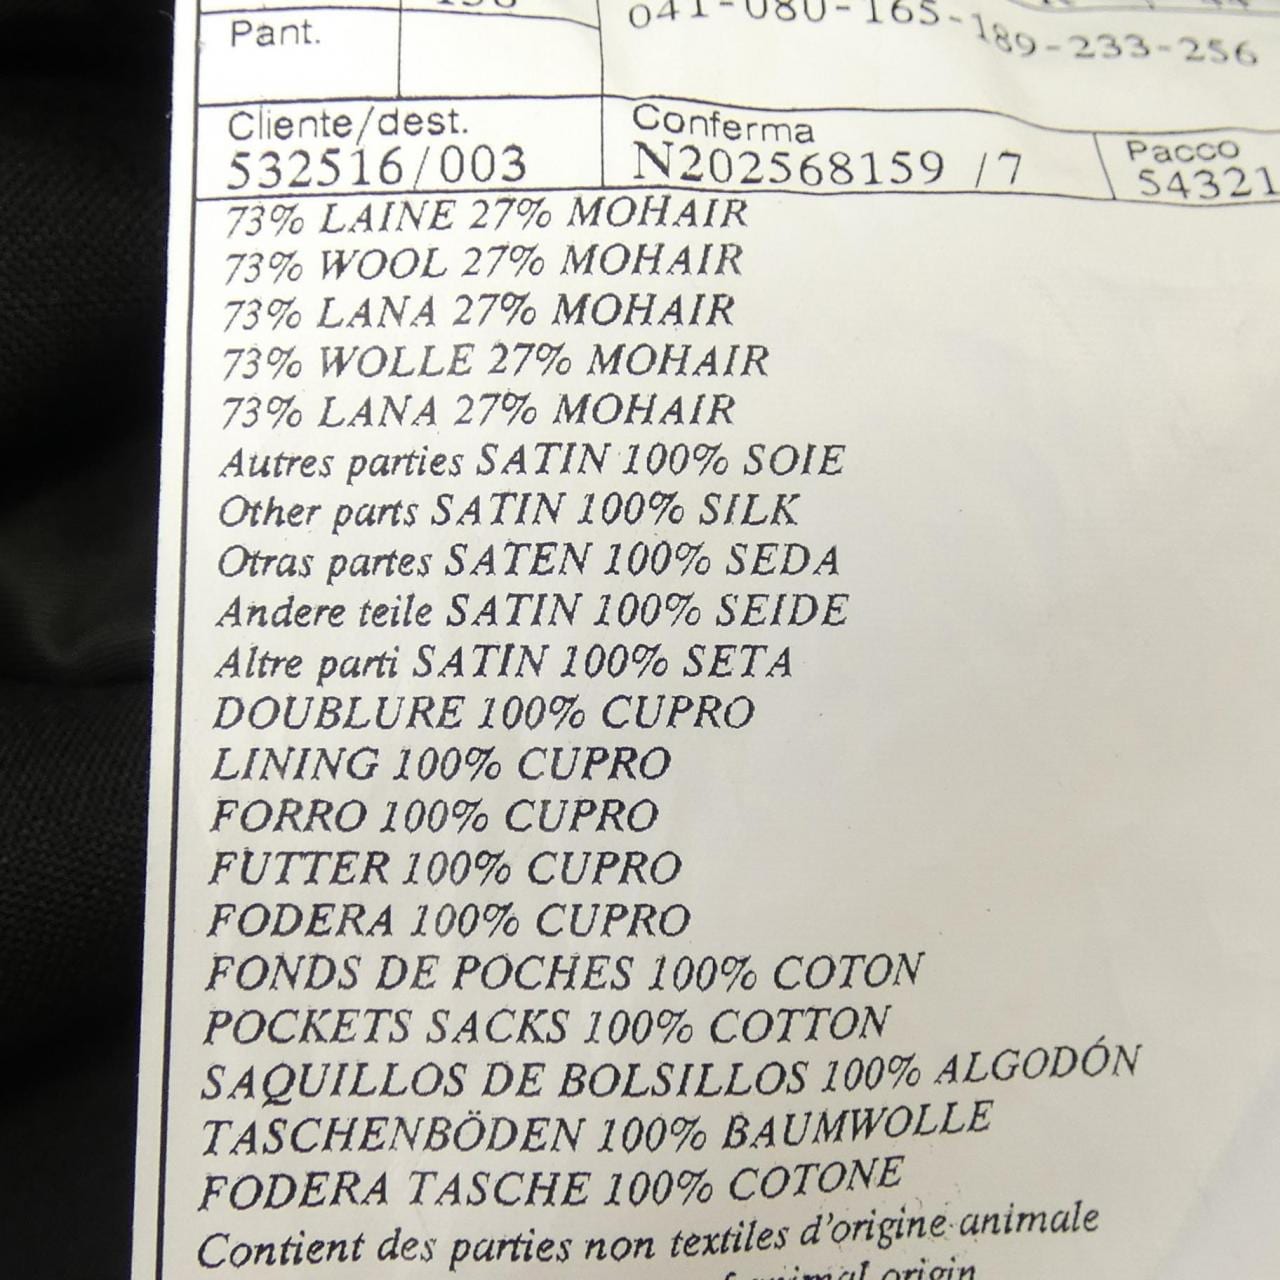 Pant.
041-080-165-189-233-256
Cliente/dest.
532516/003
Conferma
N202568159 /7
Pacco
54321
73% LAINE 27% MOHAIR
73% WOOL 27% MOHAIR
73% LANA 27% MOHAIR
73% WOLLE 27% MOHAIR
73% LANA 27% MOHAIR
Autres parties SATIN 100% SOIE
Other parts SATIN 100% SILK
Otras partes SATEN 100% SEDA
Andere teile SATIN 100% SEIDE
Altre parti SATIN 100% SETA
DOUBLURE 100% CUPRO
LINING 100% CUPRO
FORRO 100% CUPRO
FUTTER 100% CUPRO
FODERA 100% CUPRO
FONDS DE POCHES 100% COTON
POCKETS SACKS 100% COTTON
SAQUILLOS DE BOLSILLOS 100% ALGODÓN
TASCHENBÖDEN 100% BAUMWOLLE
FODERA TASCHE 100% COTONE
Contient des parties non textiles d'origine animale
animal origin